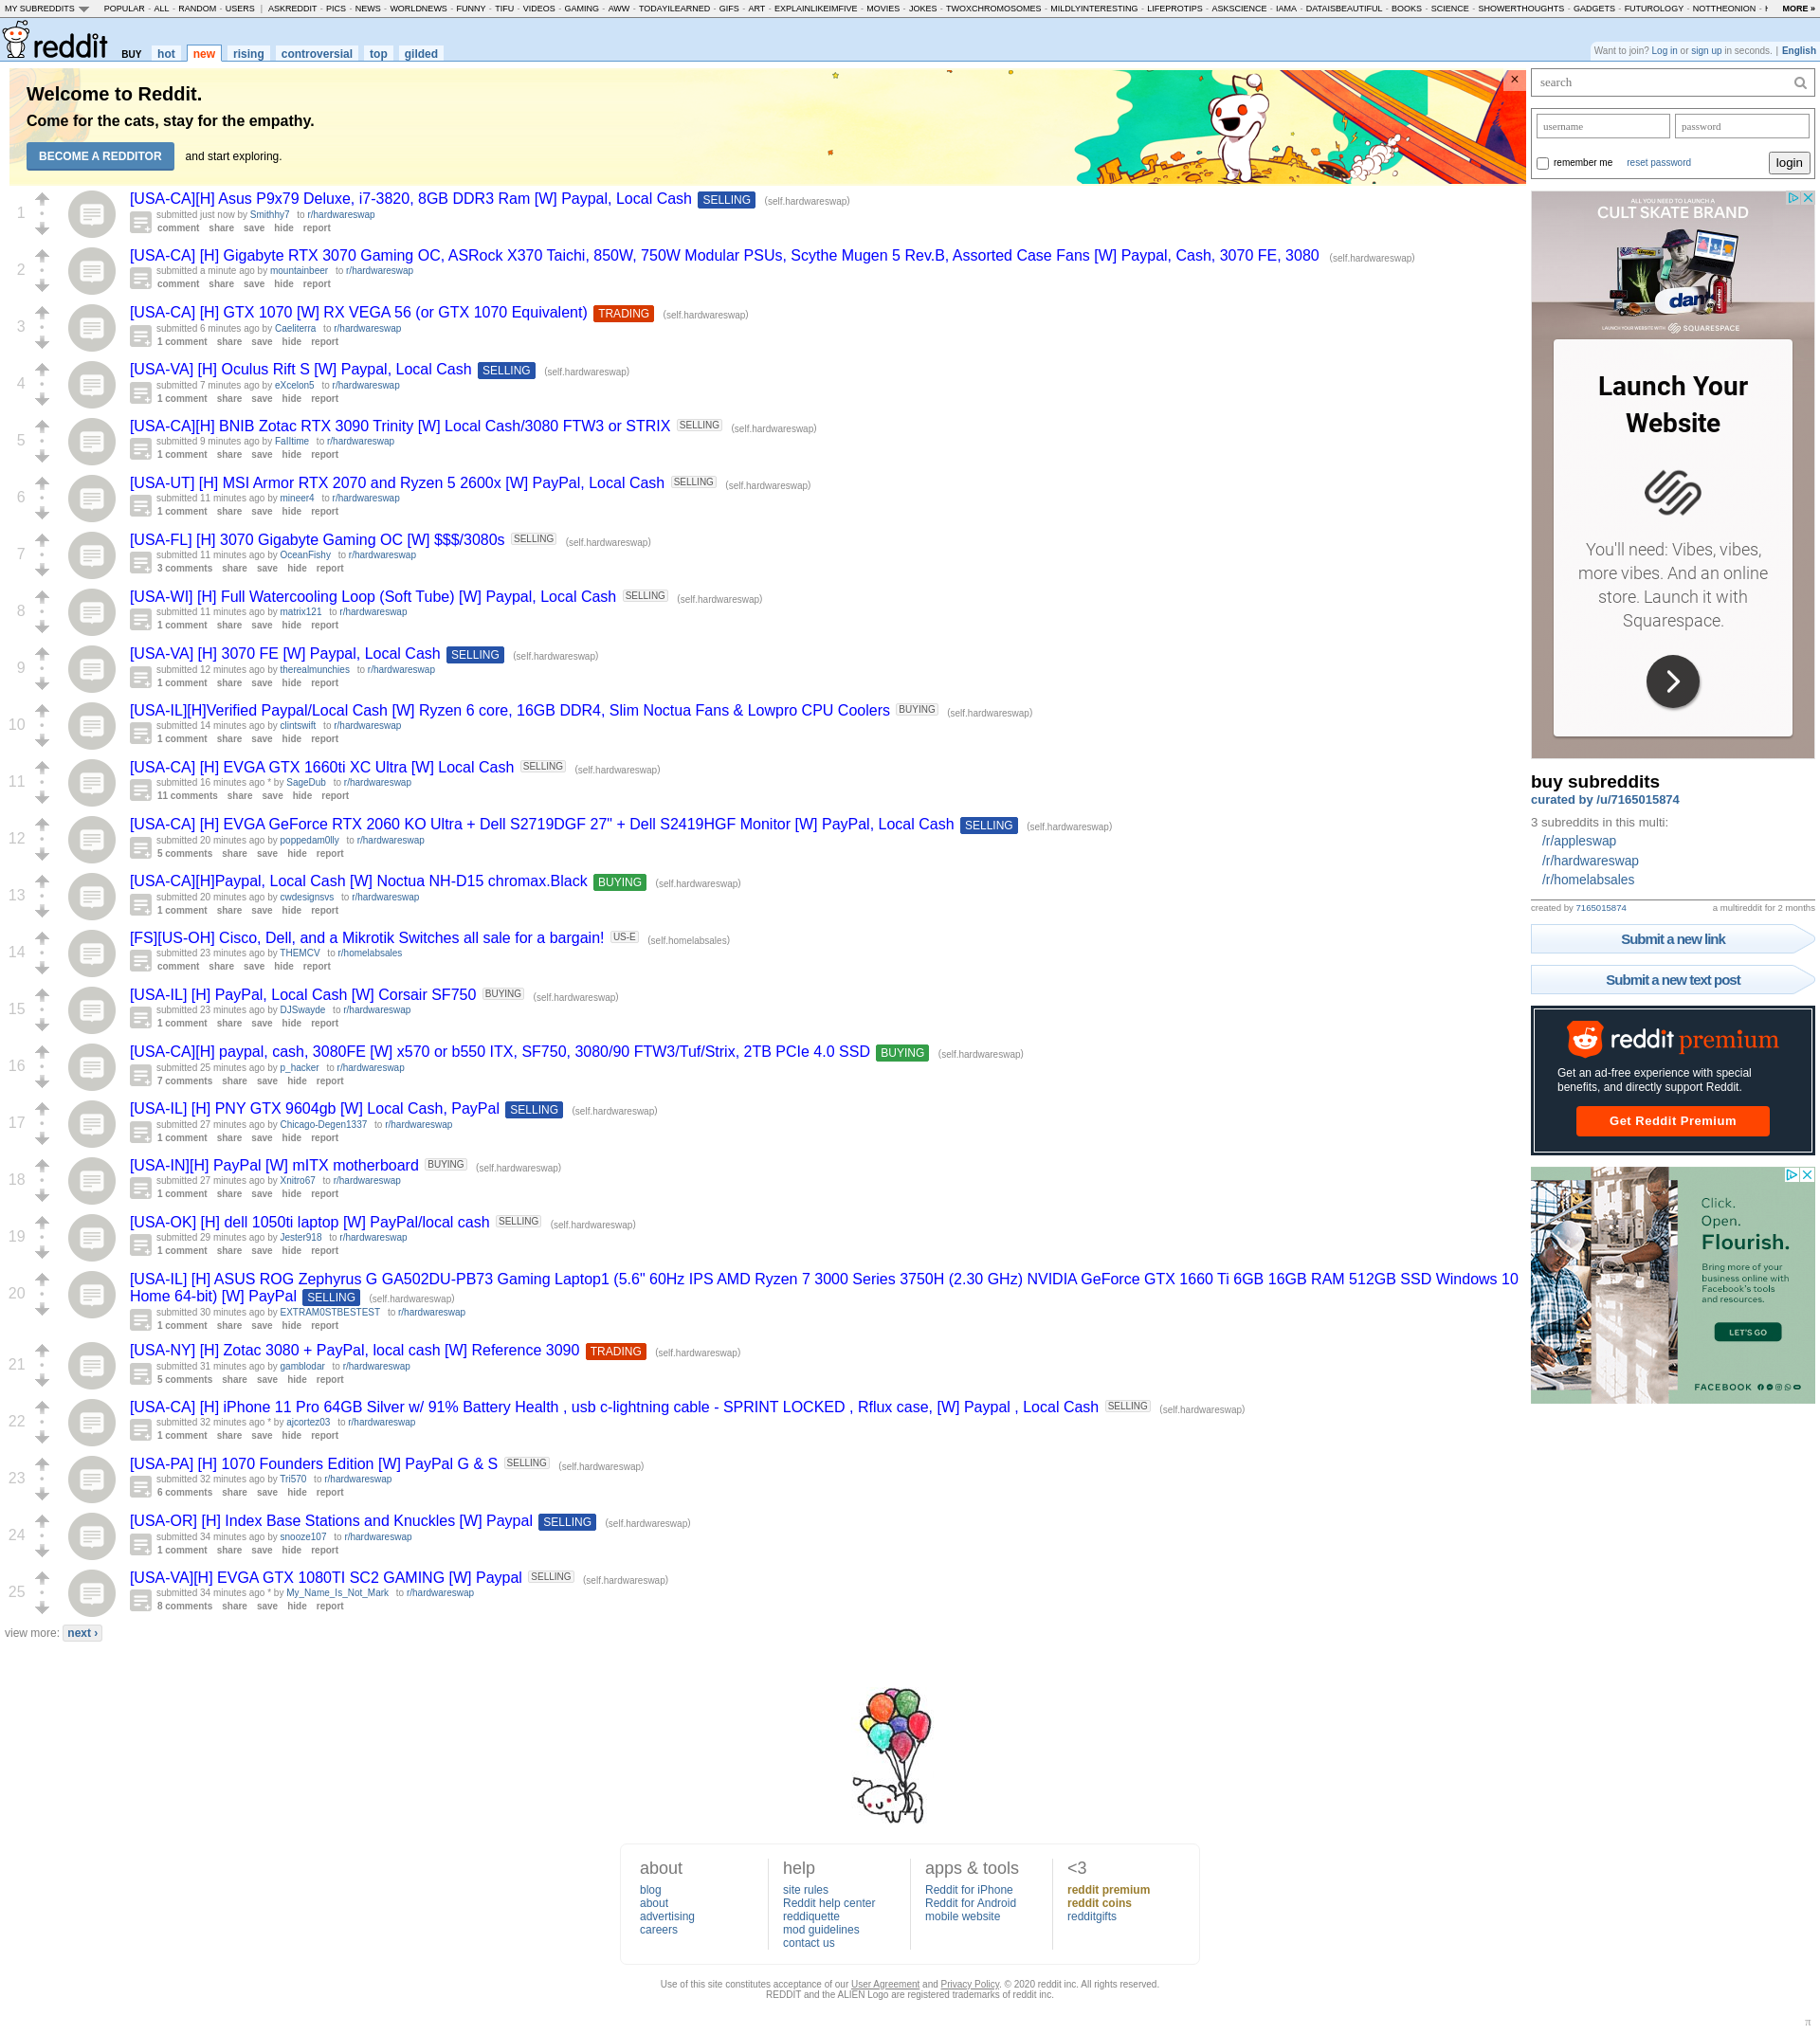 MY SUBREDDITS POPULAR - ALL - RANDOM - USERS | ASKREDDIT - PICS - NEWS - WORLDNEWS - FUNNY - TIFU - VIDEOS - GAMING - AWW - TODAYILEARNED - GIFS - ART - EXPLAINLIKEIMFIVE - MOVIES - JOKES - TWOXCHROMOSOMES - MILDLYINTERESTING - LIFEPROTIPS - ASKSCIENCE - IAMA - DATAISBEAUTIFUL - BOOKS - SCIENCE - SHOWERTHOUGHTS - GADGETS - FUTUROLOGY - NOTTHEONION - MORE »
reddit BUY hot new rising controversial top gilded
Want to join? Log in or sign up in seconds. | English
Welcome to Reddit.
Come for the cats, stay for the empathy.
BECOME A REDDITOR and start exploring.
×
1
[USA-CA][H] Asus P9x79 Deluxe, i7-3820, 8GB DDR3 Ram [W] Paypal, Local Cash SELLING (self.hardwareswap)
submitted just now by Smithhy7 to r/hardwareswap
comment share save hide report
2
[USA-CA] [H] Gigabyte RTX 3070 Gaming OC, ASRock X370 Taichi, 850W, 750W Modular PSUs, Scythe Mugen 5 Rev.B, Assorted Case Fans [W] Paypal, Cash, 3070 FE, 3080 (self.hardwareswap)
submitted a minute ago by mountainbeer to r/hardwareswap
comment share save hide report
3
[USA-CA] [H] GTX 1070 [W] RX VEGA 56 (or GTX 1070 Equivalent) TRADING (self.hardwareswap)
submitted 6 minutes ago by Caeliterra to r/hardwareswap
1 comment share save hide report
4
[USA-VA] [H] Oculus Rift S [W] Paypal, Local Cash SELLING (self.hardwareswap)
submitted 7 minutes ago by eXcelon5 to r/hardwareswap
1 comment share save hide report
5
[USA-CA][H] BNIB Zotac RTX 3090 Trinity [W] Local Cash/3080 FTW3 or STRIX SELLING (self.hardwareswap)
submitted 9 minutes ago by Falltime to r/hardwareswap
1 comment share save hide report
6
[USA-UT] [H] MSI Armor RTX 2070 and Ryzen 5 2600x [W] PayPal, Local Cash SELLING (self.hardwareswap)
submitted 11 minutes ago by mineer4 to r/hardwareswap
1 comment share save hide report
7
[USA-FL] [H] 3070 Gigabyte Gaming OC [W] $$$/3080s SELLING (self.hardwareswap)
submitted 11 minutes ago by OceanFishy to r/hardwareswap
3 comments share save hide report
8
[USA-WI] [H] Full Watercooling Loop (Soft Tube) [W] Paypal, Local Cash SELLING (self.hardwareswap)
submitted 11 minutes ago by matrix121 to r/hardwareswap
1 comment share save hide report
9
[USA-VA] [H] 3070 FE [W] Paypal, Local Cash SELLING (self.hardwareswap)
submitted 12 minutes ago by therealmunchies to r/hardwareswap
1 comment share save hide report
10
[USA-IL][H]Verified Paypal/Local Cash [W] Ryzen 6 core, 16GB DDR4, Slim Noctua Fans & Lowpro CPU Coolers BUYING (self.hardwareswap)
submitted 14 minutes ago by clintswift to r/hardwareswap
1 comment share save hide report
11
[USA-CA] [H] EVGA GTX 1660ti XC Ultra [W] Local Cash SELLING (self.hardwareswap)
submitted 16 minutes ago * by SageDub to r/hardwareswap
11 comments share save hide report
12
[USA-CA] [H] EVGA GeForce RTX 2060 KO Ultra + Dell S2719DGF 27" + Dell S2419HGF Monitor [W] PayPal, Local Cash SELLING (self.hardwareswap)
submitted 20 minutes ago by poppedam0lly to r/hardwareswap
5 comments share save hide report
13
[USA-CA][H]Paypal, Local Cash [W] Noctua NH-D15 chromax.Black BUYING (self.hardwareswap)
submitted 20 minutes ago by cwdesignsvs to r/hardwareswap
1 comment share save hide report
14
[FS][US-OH] Cisco, Dell, and a Mikrotik Switches all sale for a bargain! US-E (self.homelabsales)
submitted 23 minutes ago by THEMCV to r/homelabsales
comment share save hide report
15
[USA-IL] [H] PayPal, Local Cash [W] Corsair SF750 BUYING (self.hardwareswap)
submitted 23 minutes ago by DJSwayde to r/hardwareswap
1 comment share save hide report
16
[USA-CA][H] paypal, cash, 3080FE [W] x570 or b550 ITX, SF750, 3080/90 FTW3/Tuf/Strix, 2TB PCIe 4.0 SSD BUYING (self.hardwareswap)
submitted 25 minutes ago by p_hacker to r/hardwareswap
7 comments share save hide report
17
[USA-IL] [H] PNY GTX 9604gb [W] Local Cash, PayPal SELLING (self.hardwareswap)
submitted 27 minutes ago by Chicago-Degen1337 to r/hardwareswap
1 comment share save hide report
18
[USA-IN][H] PayPal [W] mITX motherboard BUYING (self.hardwareswap)
submitted 27 minutes ago by Xnitro67 to r/hardwareswap
1 comment share save hide report
19
[USA-OK] [H] dell 1050ti laptop [W] PayPal/local cash SELLING (self.hardwareswap)
submitted 29 minutes ago by Jester918 to r/hardwareswap
1 comment share save hide report
20
[USA-IL] [H] ASUS ROG Zephyrus G GA502DU-PB73 Gaming Laptop1 (5.6" 60Hz IPS AMD Ryzen 7 3000 Series 3750H (2.30 GHz) NVIDIA GeForce GTX 1660 Ti 6GB 16GB RAM 512GB SSD Windows 10
Home 64-bit) [W] PayPal SELLING (self.hardwareswap)
submitted 30 minutes ago by EXTRAM0STBESTEST to r/hardwareswap
1 comment share save hide report
21
[USA-NY] [H] Zotac 3080 + PayPal, local cash [W] Reference 3090 TRADING (self.hardwareswap)
submitted 31 minutes ago by gamblodar to r/hardwareswap
5 comments share save hide report
22
[USA-CA] [H] iPhone 11 Pro 64GB Silver w/ 91% Battery Health , usb c-lightning cable - SPRINT LOCKED , Rflux case, [W] Paypal , Local Cash SELLING (self.hardwareswap)
submitted 32 minutes ago * by ajcortez03 to r/hardwareswap
1 comment share save hide report
23
[USA-PA] [H] 1070 Founders Edition [W] PayPal G & S SELLING (self.hardwareswap)
submitted 32 minutes ago by Tri570 to r/hardwareswap
6 comments share save hide report
24
[USA-OR] [H] Index Base Stations and Knuckles [W] Paypal SELLING (self.hardwareswap)
submitted 34 minutes ago by snooze107 to r/hardwareswap
1 comment share save hide report
25
[USA-VA][H] EVGA GTX 1080TI SC2 GAMING [W] Paypal SELLING (self.hardwareswap)
submitted 34 minutes ago * by My_Name_Is_Not_Mark to r/hardwareswap
8 comments share save hide report
view more: next ›
search
username password
remember me reset password login
ALL YOU NEED TO LAUNCH A
CULT SKATE BRAND
dan
LAUNCH YOUR WEBSITE WITH SQUARESPACE
Launch Your
Website
You'll need: Vibes, vibes,
more vibes. And an online
store. Launch it with
Squarespace.
buy subreddits
curated by /u/7165015874
3 subreddits in this multi:
/r/appleswap
/r/hardwareswap
/r/homelabsales
created by 7165015874 a multireddit for 2 months
Submit a new link
Submit a new text post
reddit premium
Get an ad-free experience with special
benefits, and directly support Reddit.
Get Reddit Premium
Click.
Open.
Flourish.
Bring more of your
business online with
Facebook's tools
and resources.
LET'S GO
FACEBOOK
about
blog
about
advertising
careers
help
site rules
Reddit help center
reddiquette
mod guidelines
contact us
apps & tools
Reddit for iPhone
Reddit for Android
mobile website
<3
reddit premium
reddit coins
redditgifts
Use of this site constitutes acceptance of our User Agreement and Privacy Policy. © 2020 reddit inc. All rights reserved.
REDDIT and the ALIEN Logo are registered trademarks of reddit inc.
π